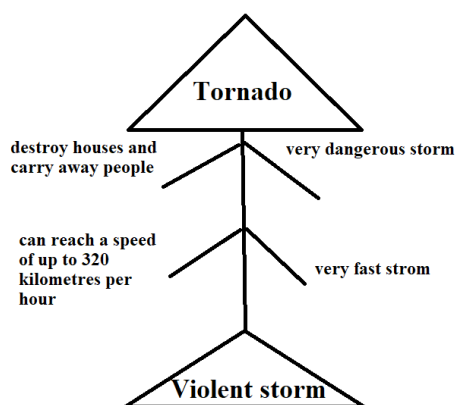 Tornado
destroy houses and
carry away people
very dangerous storm
can reach a speed
of up to 320
kilometres per
hour
very fast strom
Violent storm